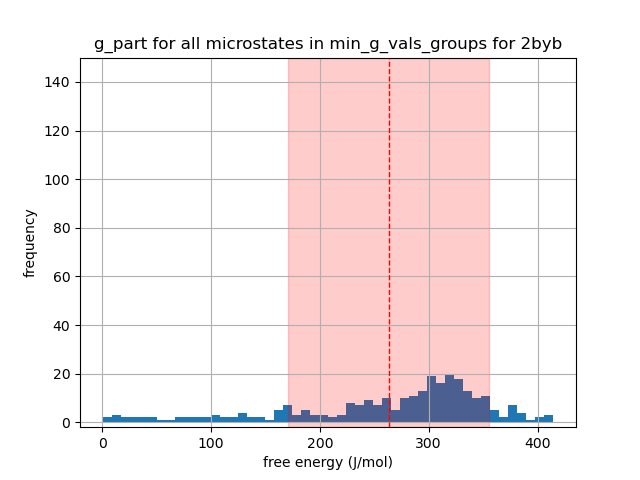 g_part for all microstates in min_g_vals_groups for 2byb
140
120
100
80
60
40
20
0
frequency
0 100 200 300 400
free energy (J/mol)